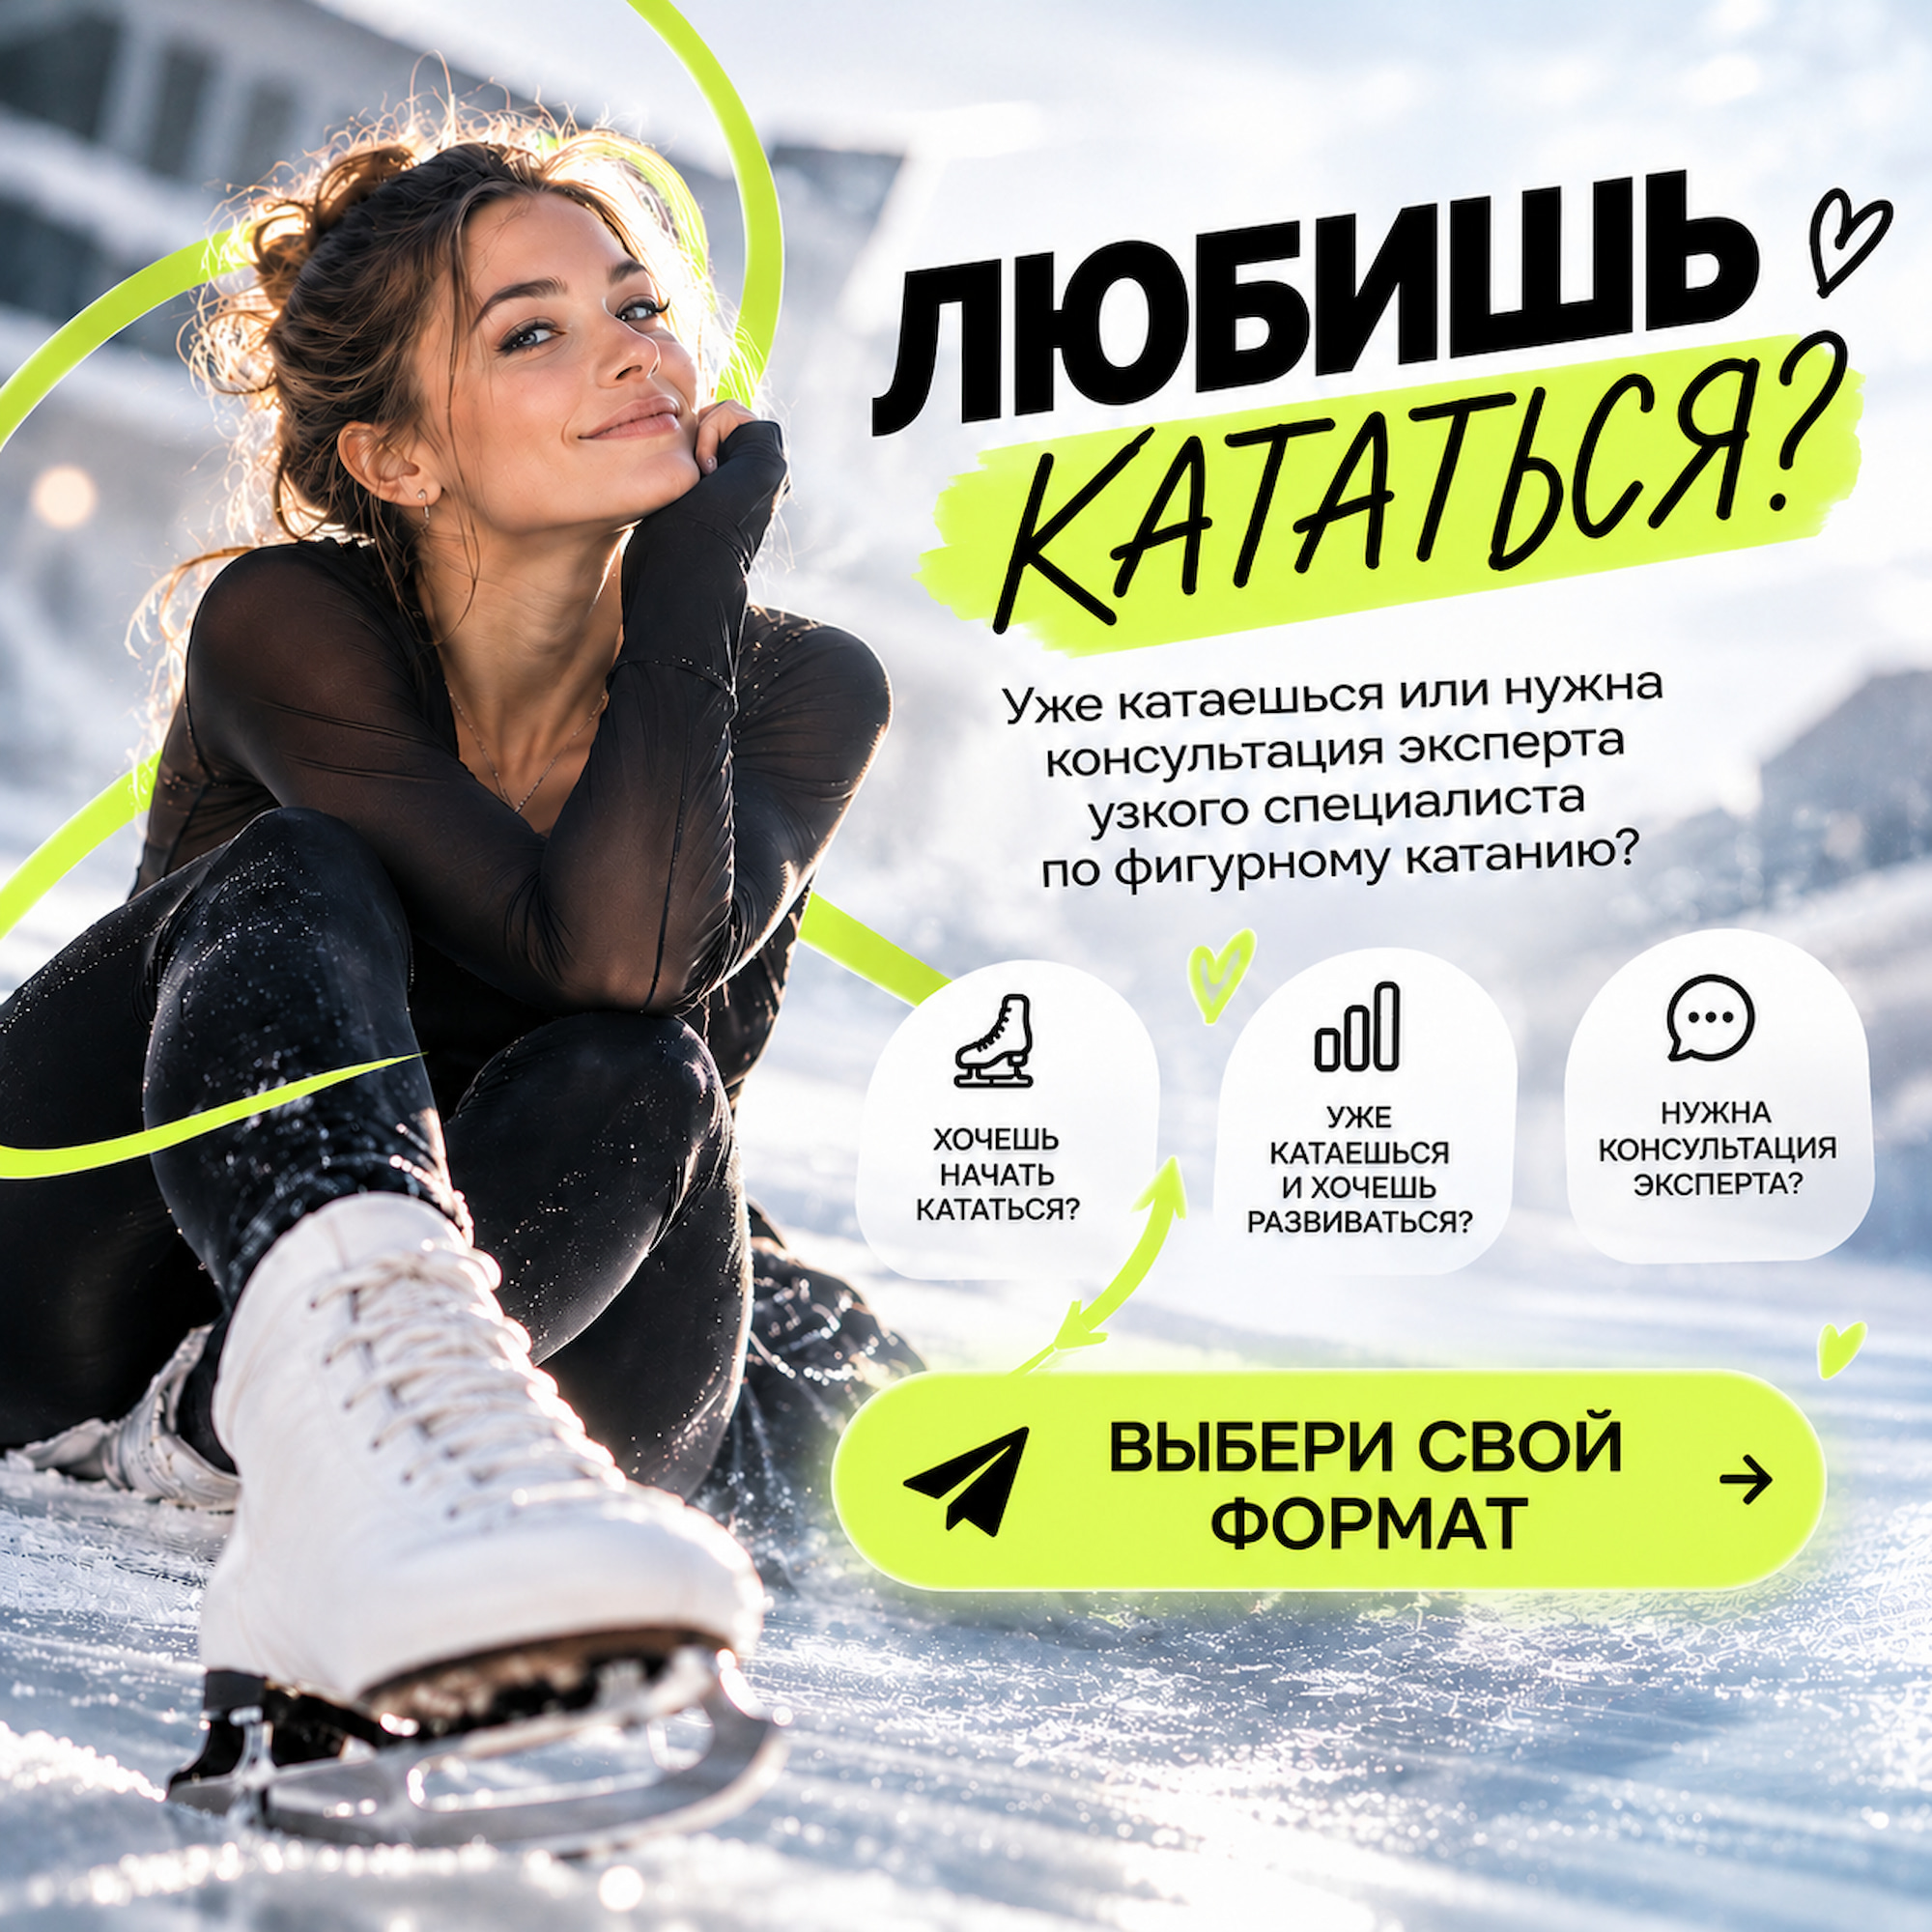 ЛЮБИШЬ
КАТАТЬСЯ?
Уже катаешься или нужна
консультация эксперта
узкого специалиста
по фигурному катанию?
ХОЧЕШЬ
НАЧАТЬ
КАТАТЬСЯ?
УЖЕ
КАТАЕШЬСЯ
И ХОЧЕШЬ
РАЗВИВАТЬСЯ?
НУЖНА
КОНСУЛЬТАЦИЯ
ЭКСПЕРТА?
ВЫБЕРИ СВОЙ
ФОРМАТ